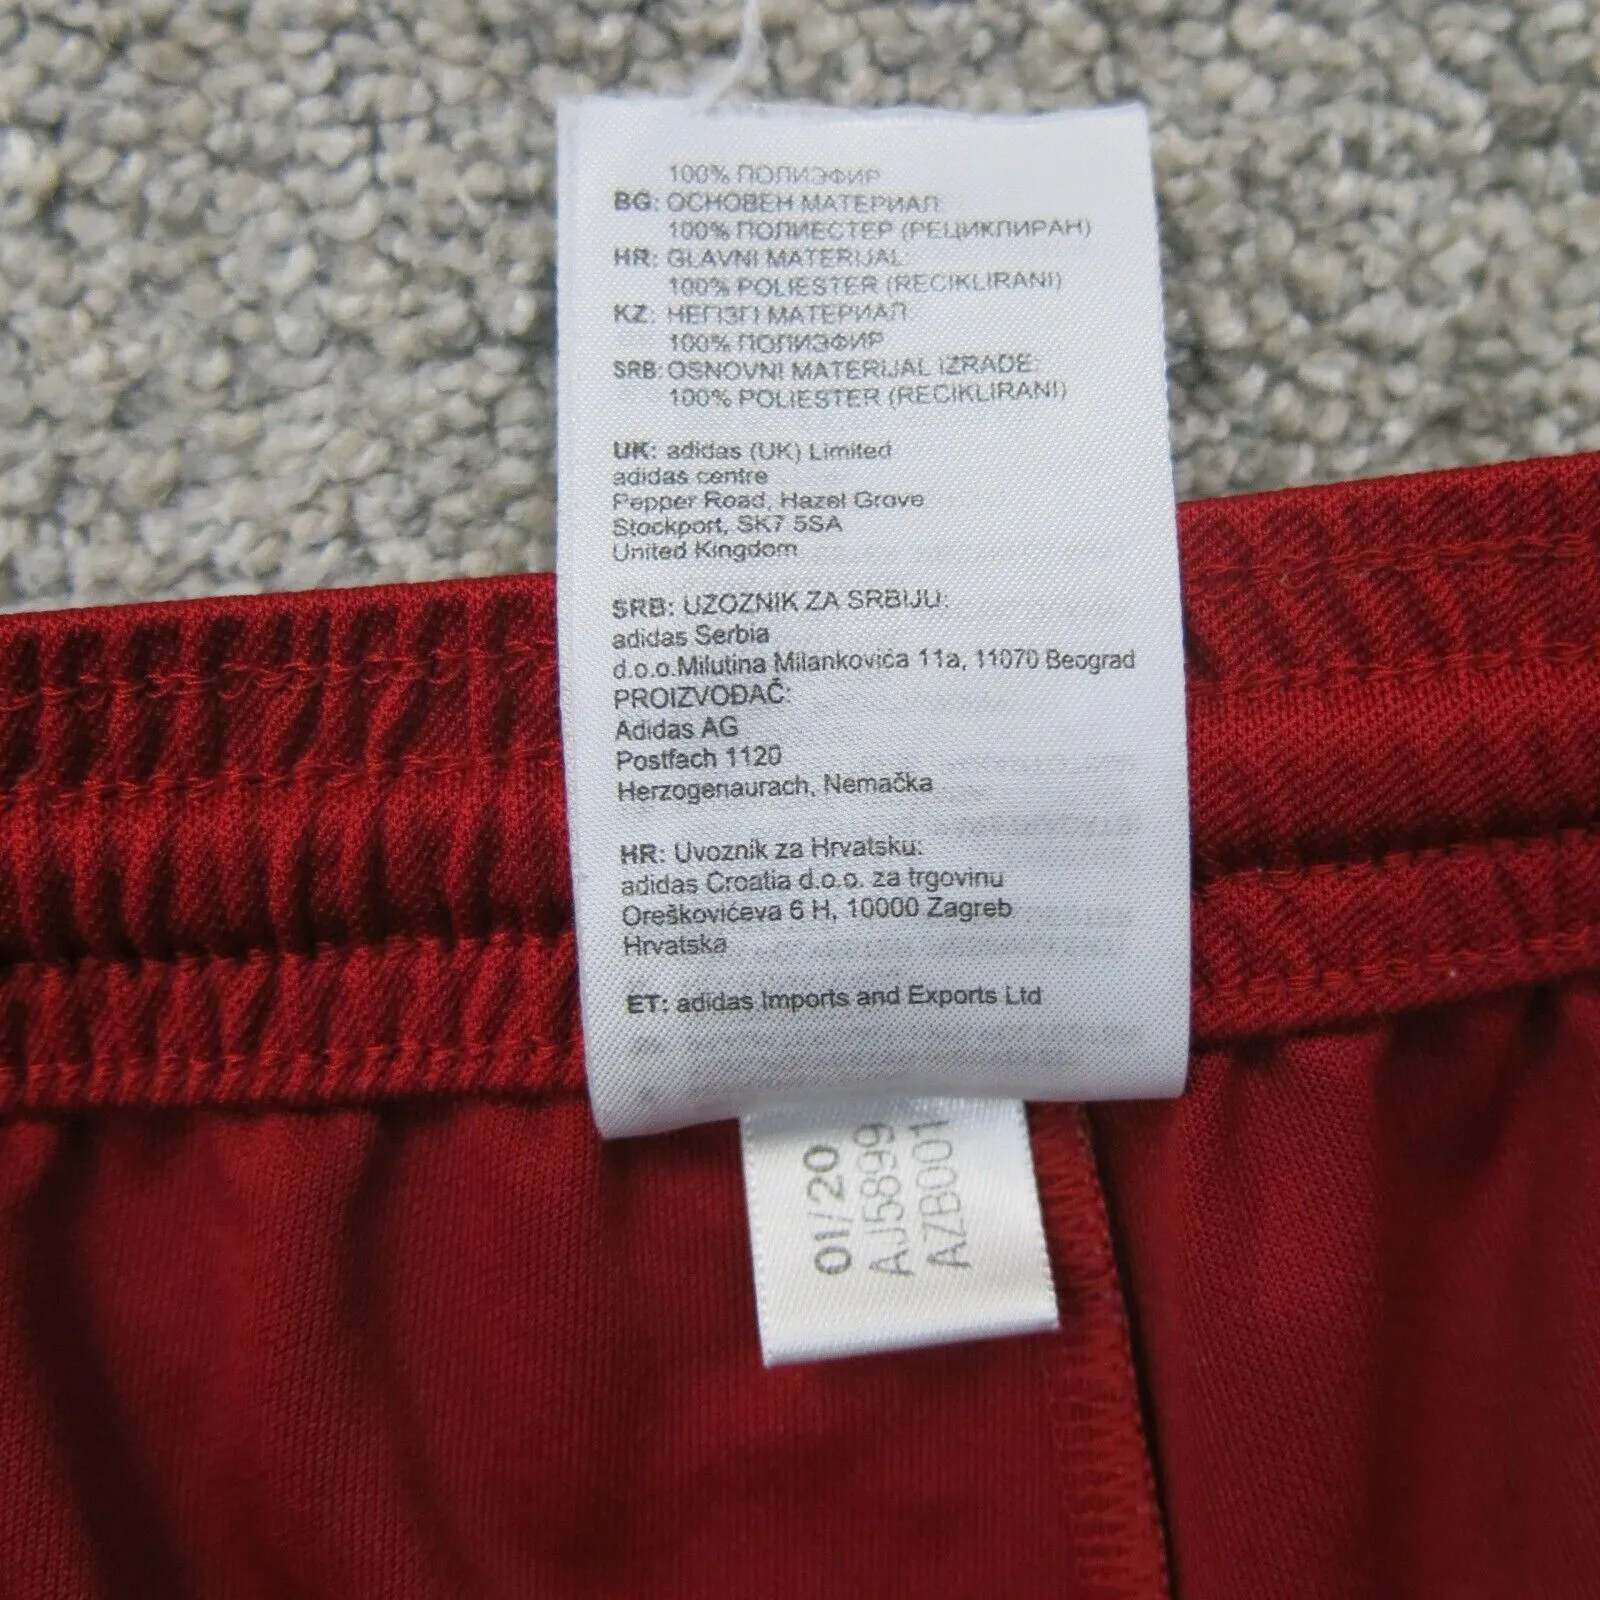 100% ПОЛИЭФИР
BG: ОСНОВЕН МАТЕРИАЛ:
100% ПОЛИЕСТЕР (РЕЦИКЛИРАН)
HR: GLAVNI MATERIJAL:
100% POLIESTER (RECIKLIRANI)
KZ: НЕГІЗГІ МАТЕРИАЛ:
100% ПОЛИЭФИР
SRB: OSNOVNI MATERIJAL IZRADE:
100% POLIESTER (RECIKLIRANI)
UK: adidas (UK) Limited
adidas centre
Pepper Road, Hazel Grove
Stockport, SK7 5SA
United Kingdom
SRB: UZOZNIK ZA SRBIJU:
adidas Serbia
d.o.o.Milutina Milankovića 11a, 11070 Beograd
PROIZVOĐAČ:
Adidas AG
Postfach 1120
Herzogenaurach, Nemačka
HR: Uvoznik za Hrvatsku:
adidas Croatia d.o.o. za trgovinu
Oreškovićeva 6 H, 10000 Zagreb
Hrvatska
ET: adidas Imports and Exports Ltd
01/20
AJ5899
AZB001